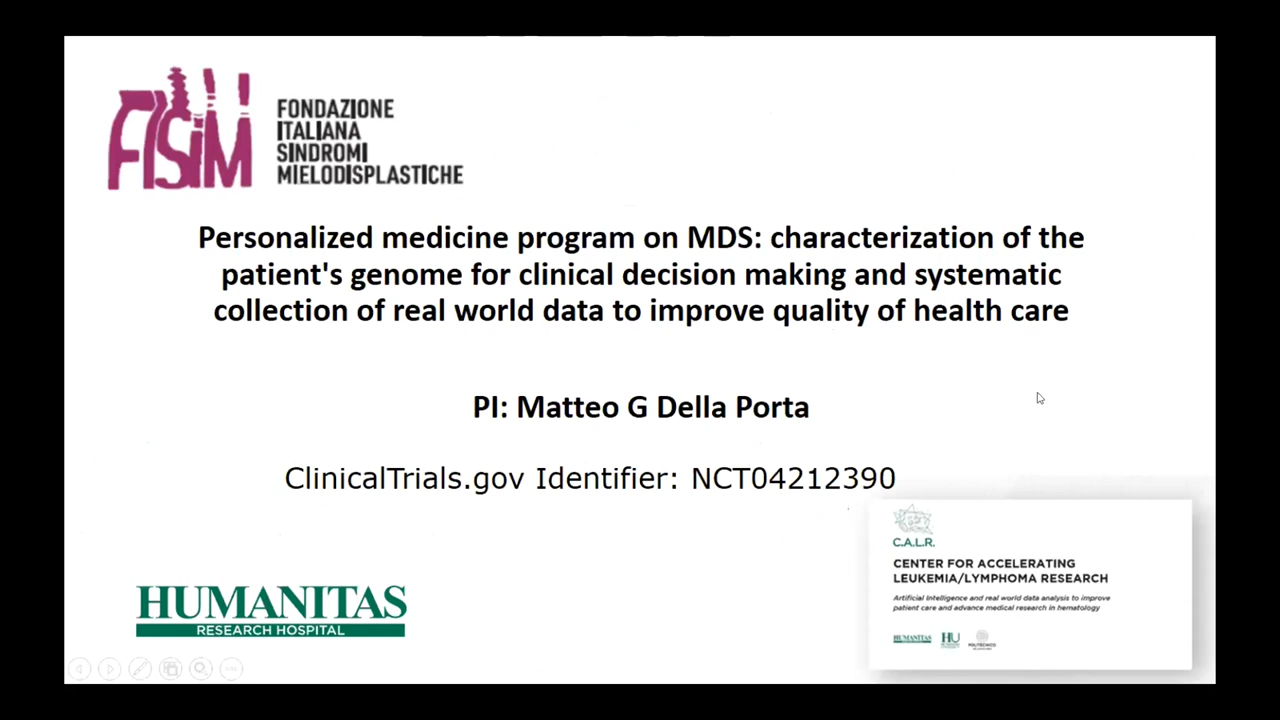 FISiM
FONDAZIONE
ITALIANA
SINDROMI
MIELODISPLASTICHE
Personalized medicine program on MDS: characterization of the
patient's genome for clinical decision making and systematic
collection of real world data to improve quality of health care
PI: Matteo G Della Porta
ClinicalTrials.gov Identifier: NCT04212390
C.A.L.R.
CENTER FOR ACCELERATING
LEUKEMIA/LYMPHOMA RESEARCH
Artificial Intelligence and real world data analysis to improve
patient care and advance medical research in hematology
HUMANITAS
RESEARCH HOSPITAL
HUMANITAS
HU
POLITECNICO